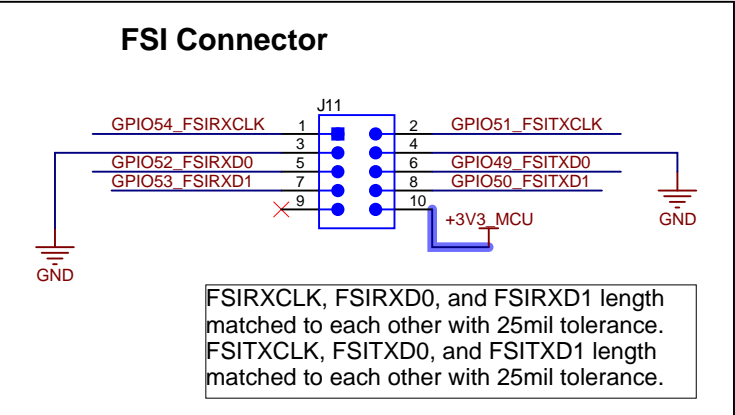 FSI Connector
J11
GPIO54_FSIRXCLK 1 2 GPIO51_FSITXCLK
3 4
GPIO52_FSIRXD0 5 6 GPIO49_FSITXD0
GPIO53_FSIRXD1 7 8 GPIO50_FSITXD1
9 10
+3V3_MCU
GND
GND
FSIRXCLK, FSIRXD0, and FSIRXD1 length
matched to each other with 25mil tolerance.
FSITXCLK, FSITXD0, and FSITXD1 length
matched to each other with 25mil tolerance.